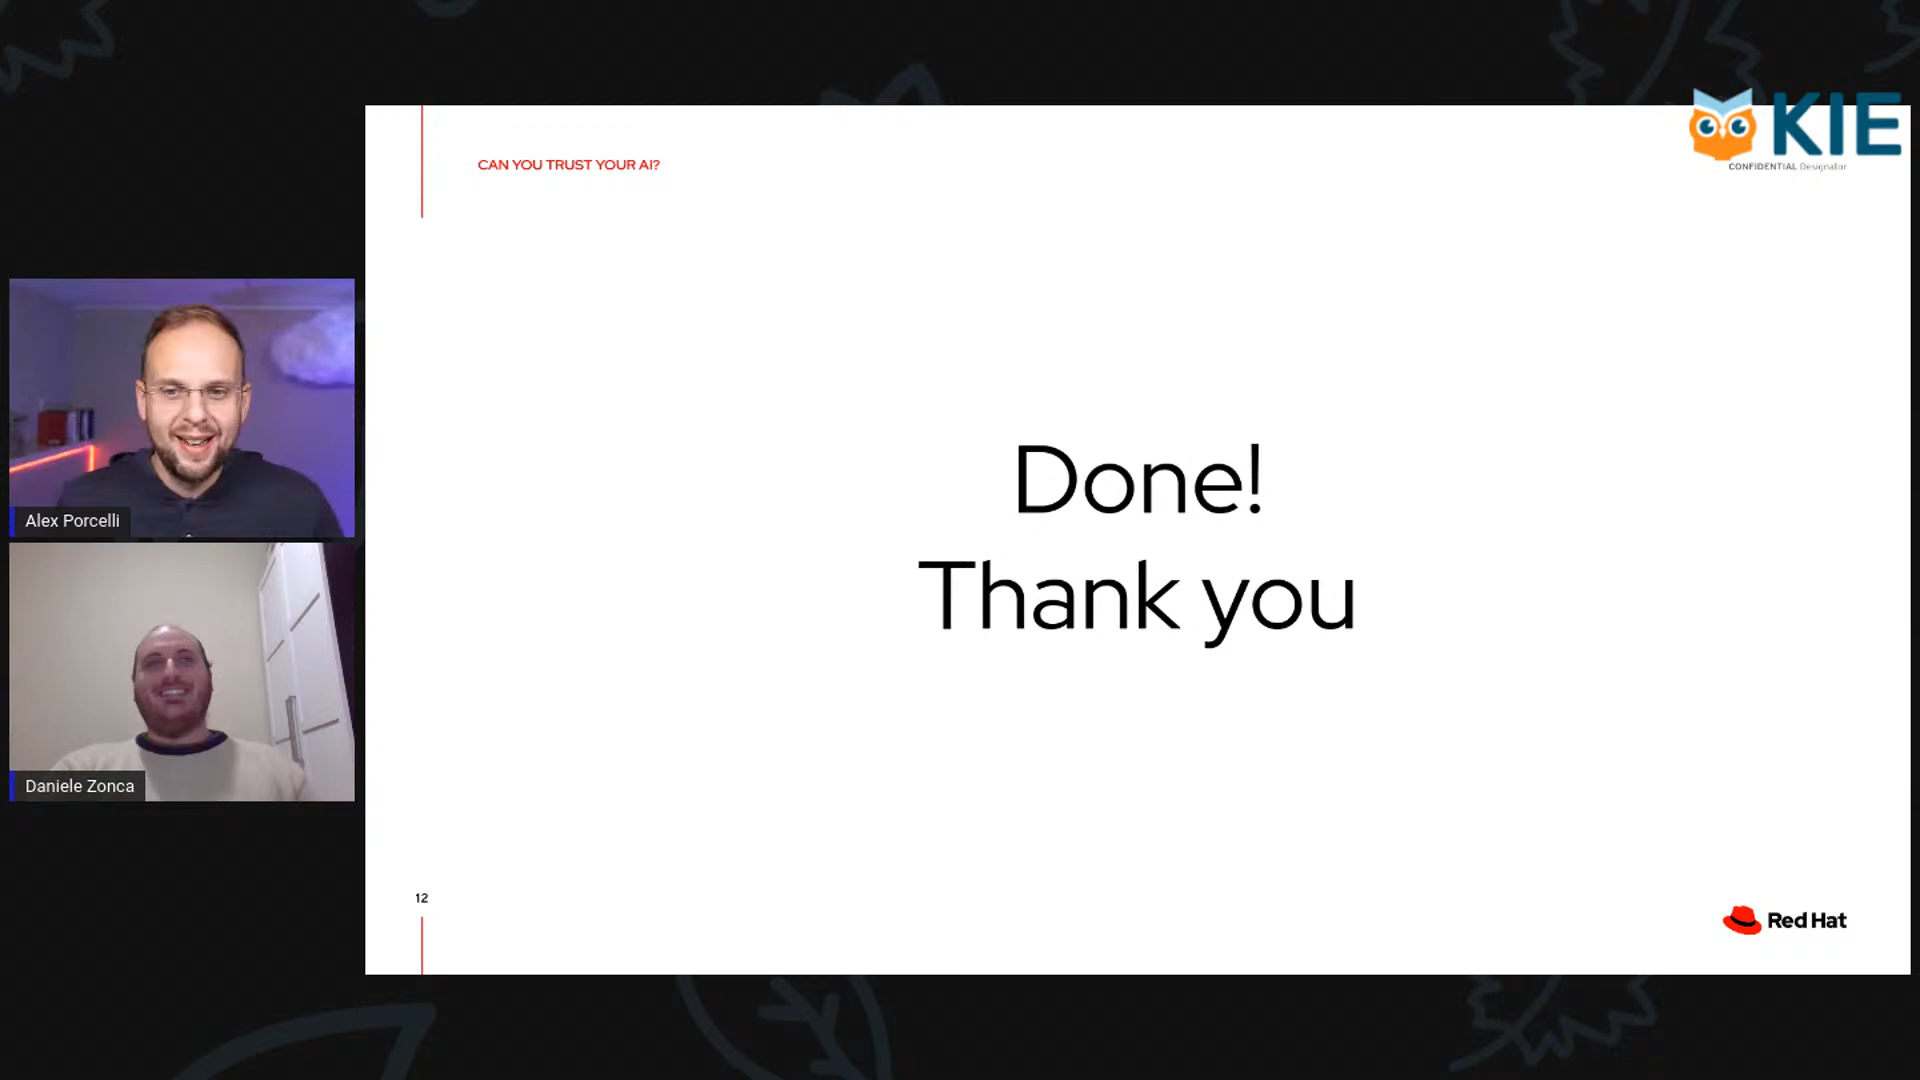 KIE
CAN YOU TRUST YOUR AI?
CONFIDENTIAL Designator
Done!
Thank you
Alex Porcelli
Daniele Zonca
12
Red Hat